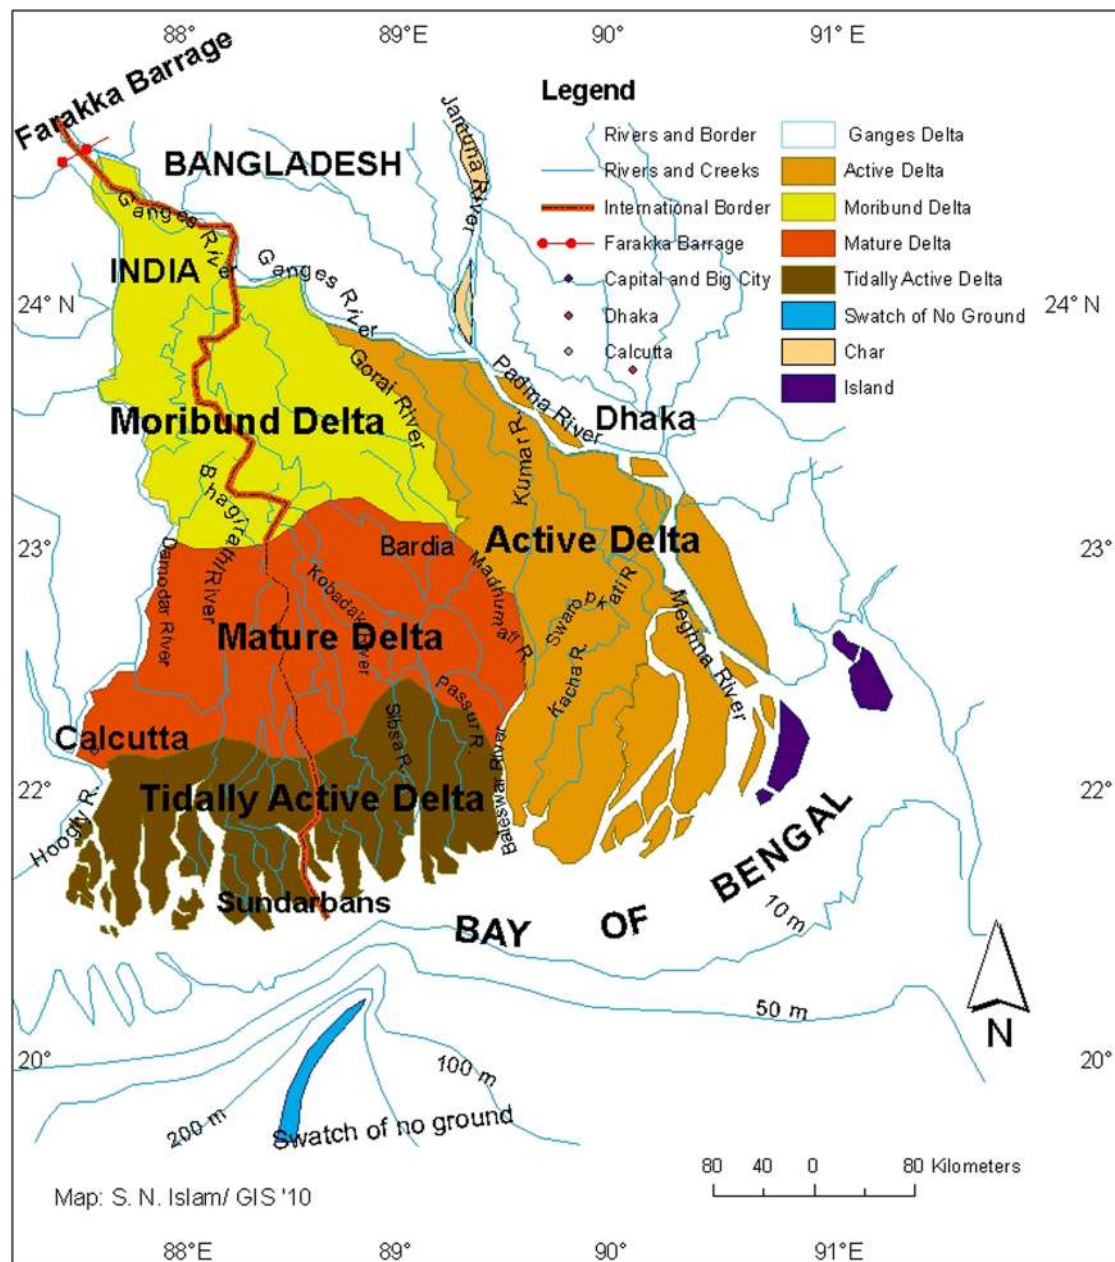 88°
89°E
90°
91° E
Farakka Barrage
Legend
Rivers and Border
Rivers and Creeks
International Border
Farakka Barrage
Capital and Big City
Dhaka
Calcutta
Ganges Delta
Active Delta
Moribund Delta
Mature Delta
Tidally Active Delta
Swatch of No Ground
Char
Island
BANGLADESH
Jamuna River
Ganges River
INDIA
Ganges River
24° N
24° N
Gorai River
Padma River
Dhaka
Moribund Delta
Kumar R.
Bhagirathi River
23°
23°
Active Delta
Bardia
Damodar River
Kobadak River
Madhumati R.
Swaropkati R.
Meghna River
Mature Delta
Kacha R.
Passur R.
Sibsa R.
Calcutta
Baleswar River
22°
22°
Tidally Active Delta
Hoogly R.
Sundarbans
BAY OF BENGAL
10 m
50 m
N
20°
20°
100 m
200 m
Swatch of no ground
80 40 0 80 Kilometers
Map: S. N. Islam/ GIS '10
88°E
89°
90°
91°E